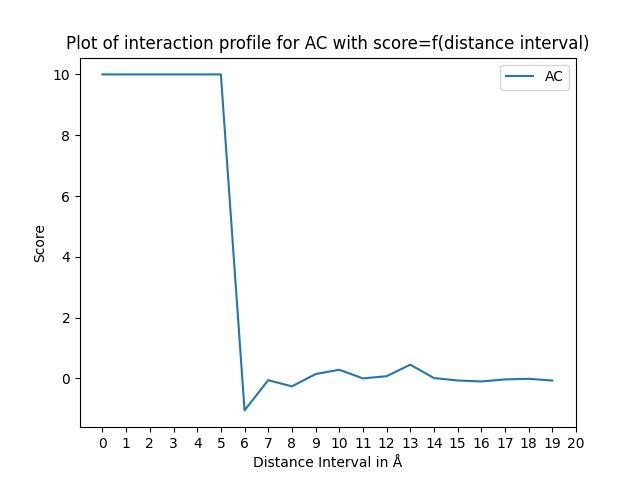 Plot of interaction profile for AC with score=f(distance interval)
AC
Score
10
8
6
4
2
0
0 1 2 3 4 5 6 7 8 9 10 11 12 13 14 15 16 17 18 19 20
Distance Interval in Å